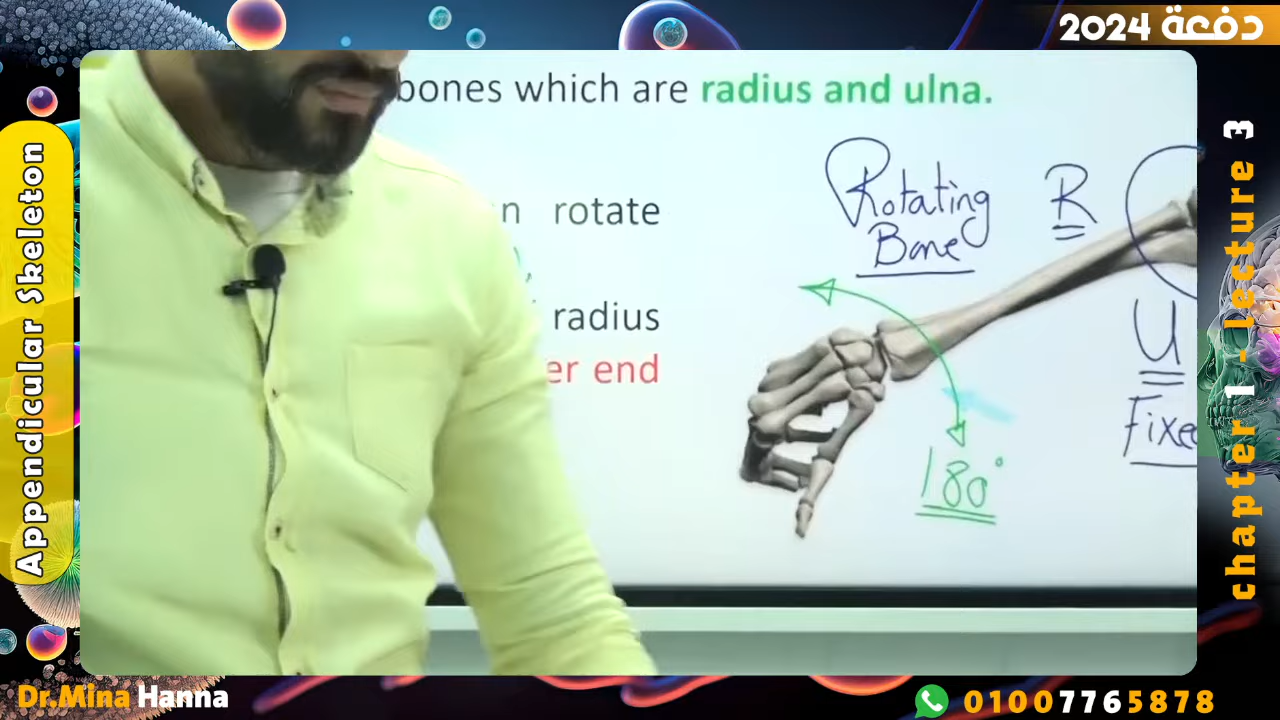 دفعة 2024
Appendicular Skeleton
bones which are radius and ulna.
n rotate
radius
er end
Rotating
Bone
R
U
Fixe
180°
chapter 1 - lecture 3
Dr.Mina Hanna
01007765878